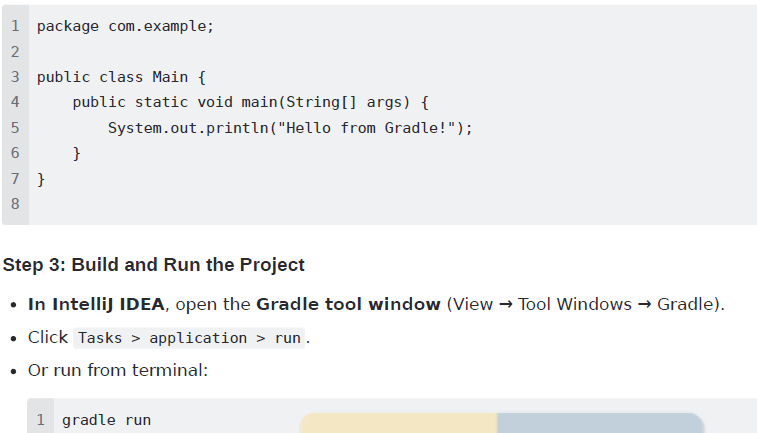 1 package com.example;
2
3 public class Main {
4     public static void main(String[] args) {
5         System.out.println("Hello from Gradle!");
6     }
7 }
8
Step 3: Build and Run the Project
• In IntelliJ IDEA, open the Gradle tool window (View → Tool Windows → Gradle).
• Click Tasks > application > run.
• Or run from terminal:
1 gradle run